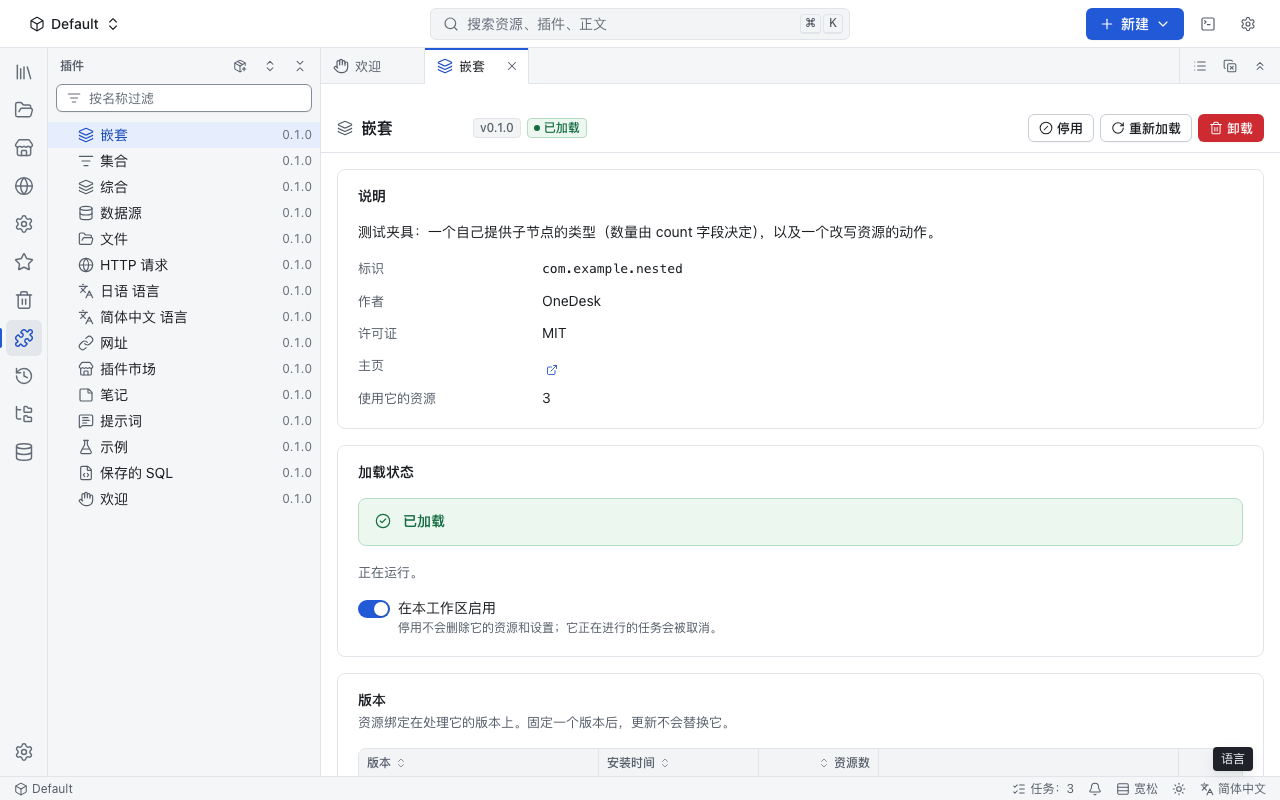 Default
搜索资源、插件、正文
⌘ K
新建
插件
欢迎
嵌套
按名称过滤
嵌套 0.1.0
集合 0.1.0
综合 0.1.0
数据源 0.1.0
文件 0.1.0
HTTP 请求 0.1.0
日语 语言 0.1.0
简体中文 语言 0.1.0
网址 0.1.0
插件市场 0.1.0
笔记 0.1.0
提示词 0.1.0
示例 0.1.0
保存的 SQL 0.1.0
欢迎 0.1.0
嵌套 v0.1.0 已加载
停用 重新加载 卸载
说明
测试夹具：一个自己提供子节点的类型（数量由 count 字段决定），以及一个改写资源的动作。
标识 com.example.nested
作者 OneDesk
许可证 MIT
主页
使用它的资源 3
加载状态
已加载
正在运行。
在本工作区启用
停用不会删除它的资源和设置；它正在进行的任务会被取消。
版本
资源绑定在处理它的版本上。固定一个版本后，更新不会替换它。
版本 安装时间 资源数
语言
Default
任务：3 宽松 简体中文